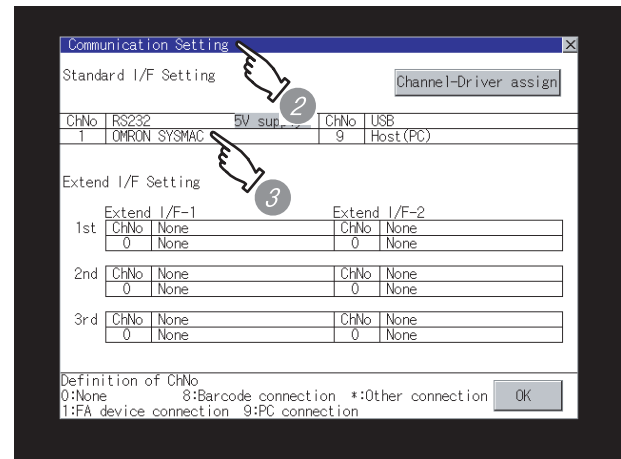 Communication Setting
Standard I/F Setting
Channel-Driver assign
2
ChNo RS232 5V ChNo USB
1 OMRON SYSMAC 9 Host(PC)
3
Extend I/F Setting
Extend I/F-1 Extend I/F-2
1st ChNo None ChNo None
0 None 0 None
2nd ChNo None ChNo None
0 None 0 None
3rd ChNo None ChNo None
0 None 0 None
Definition of ChNo
0:None 8:Barcode connection *:Other connection OK
1:FA device connection 9:PC connection